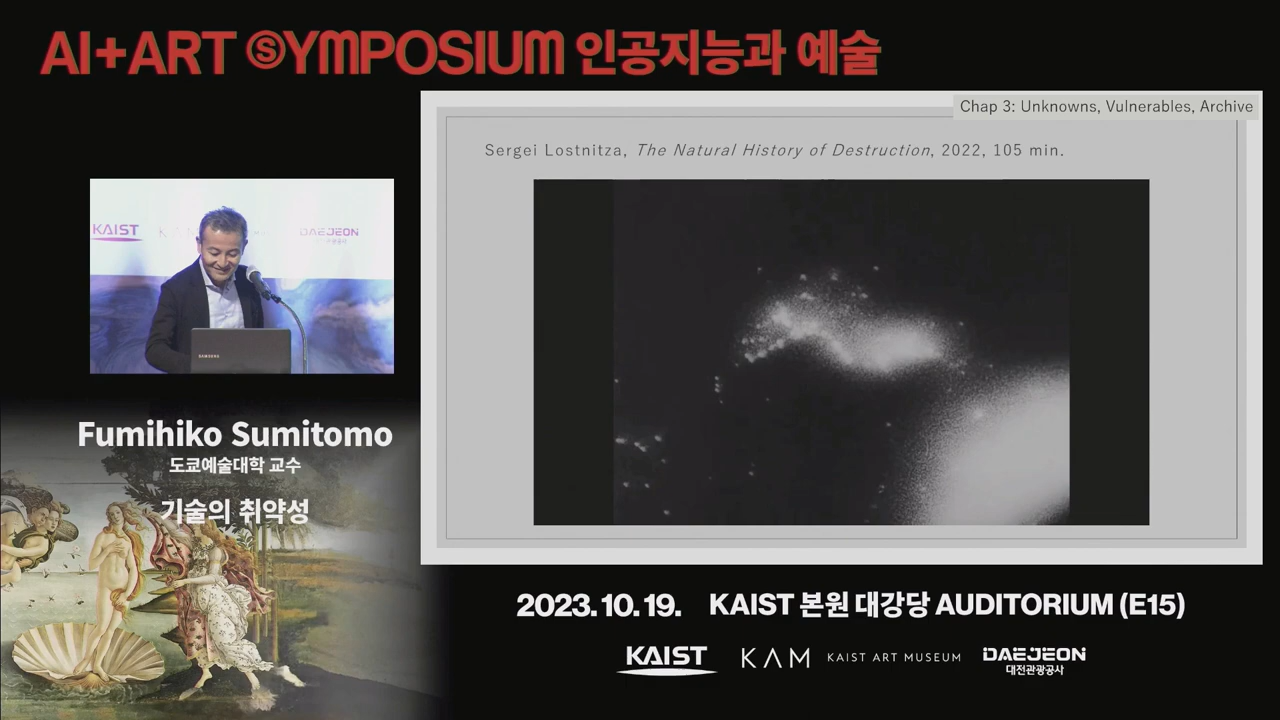 AI+ART SYMPOSIUM 인공지능과 예술
Chap 3: Unknowns, Vulnerables, Archive
Sergei Lostnitza, The Natural History of Destruction, 2022, 105 min.
KAIST
DAEJEON
SAMSUNG
Fumihiko Sumitomo
도쿄예술대학 교수
기술의 취약성
2023. 10. 19. KAIST 본원 대강당 AUDITORIUM (E15)
KAIST
KAM KAIST ART MUSEUM
DAEJEON
대전관광공사